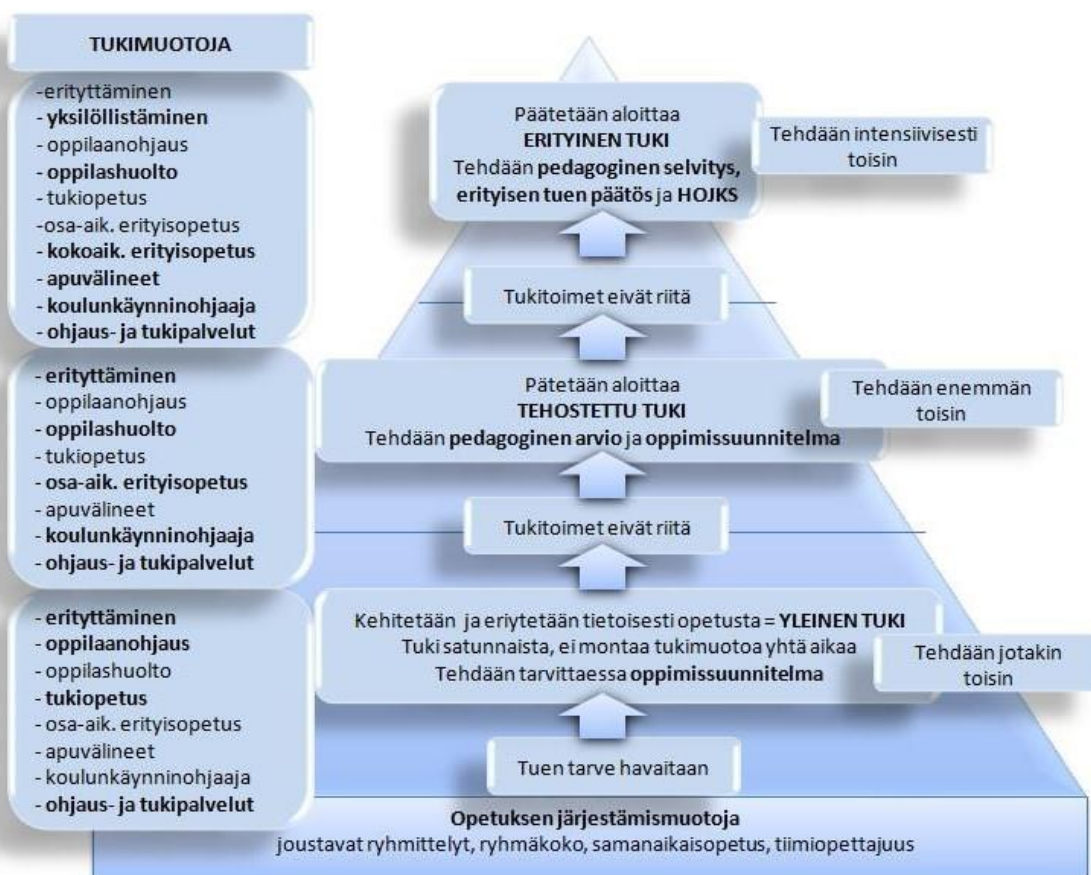 TUKIMUOTOJA
-erityttäminen
- yksilöllistäminen
- oppilaanohjaus
- oppilashuolto
- tukiopetus
-osa-aik. erityisopetus
- kokoaik. erityisopetus
- apuvälineet
- koulunkäynninohjaaja
- ohjaus- ja tukipalvelut
- erityttäminen
- oppilaanohjaus
- oppilashuolto
- tukiopetus
- osa-aik. erityisopetus
- apuvälineet
- koulunkäynninohjaaja
- ohjaus- ja tukipalvelut
- erityttäminen
- oppilaanohjaus
- oppilashuolto
- tukiopetus
- osa-aik. erityisopetus
- apuvälineet
- koulunkäynninohjaaja
- ohjaus- ja tukipalvelut
Päätetään aloittaa
ERITYINEN TUKI
Tehdään pedagoginen selvitys,
erityisen tuen päätös ja HOJKS
Tehdään intensiivisesti
toisin
Tukitoimet eivät riitä
Pätetään aloittaa
TEHOSTETTU TUKI
Tehdään pedagoginen arvio ja oppimissuunnitelma
Tehdään enemmän
toisin
Tukitoimet eivät riitä
Kehitetään ja eriytetään tietoisesti opetusta = YLEINEN TUKI
Tuki satunnaista, ei montaa tukimuotoa yhtä aikaa
Tehdään tarvittaessa oppimissuunnitelma
Tehdään jotakin
toisin
Tuen tarve havaitaan
Opetuksen järjestämismuotoja
joustavat ryhmittelyt, ryhmäkoko, samanaikaisopetus, tiimiopettajuus